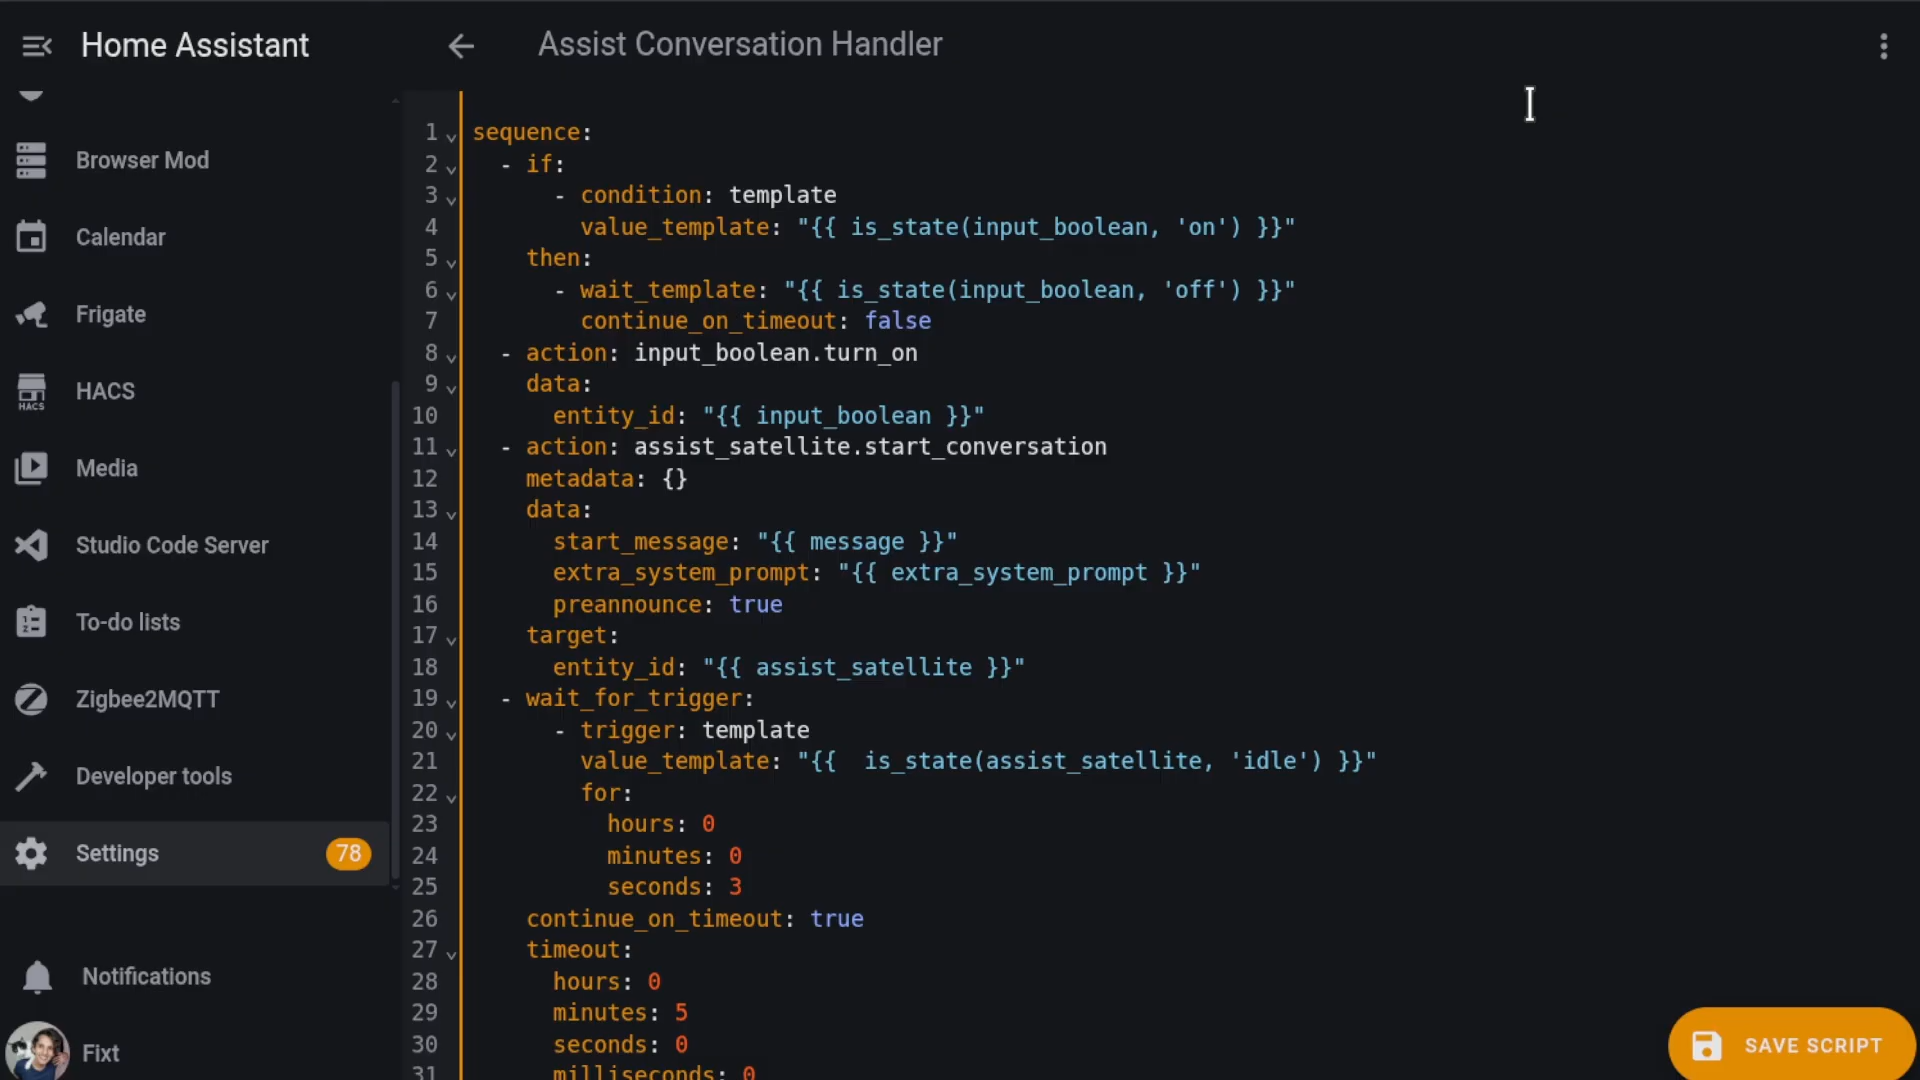 Home Assistant
Assist Conversation Handler
Browser Mod
Calendar
Frigate
HACS
HACS
Media
Studio Code Server
To-do lists
Zigbee2MQTT
Developer tools
Settings 78
Notifications
Fixt
1 sequence:
2   - if:
3       - condition: template
4         value_template: "{{ is_state(input_boolean, 'on') }}"
5     then:
6       - wait_template: "{{ is_state(input_boolean, 'off') }}"
7         continue_on_timeout: false
8   - action: input_boolean.turn_on
9     data:
10      entity_id: "{{ input_boolean }}"
11  - action: assist_satellite.start_conversation
12    metadata: {}
13    data:
14      start_message: "{{ message }}"
15      extra_system_prompt: "{{ extra_system_prompt }}"
16      preannounce: true
17    target:
18      entity_id: "{{ assist_satellite }}"
19  - wait_for_trigger:
20      - trigger: template
21        value_template: "{{  is_state(assist_satellite, 'idle') }}"
22        for:
23          hours: 0
24          minutes: 0
25          seconds: 3
26    continue_on_timeout: true
27    timeout:
28      hours: 0
29      minutes: 5
30      seconds: 0
31      milliseconds: 0
SAVE SCRIPT